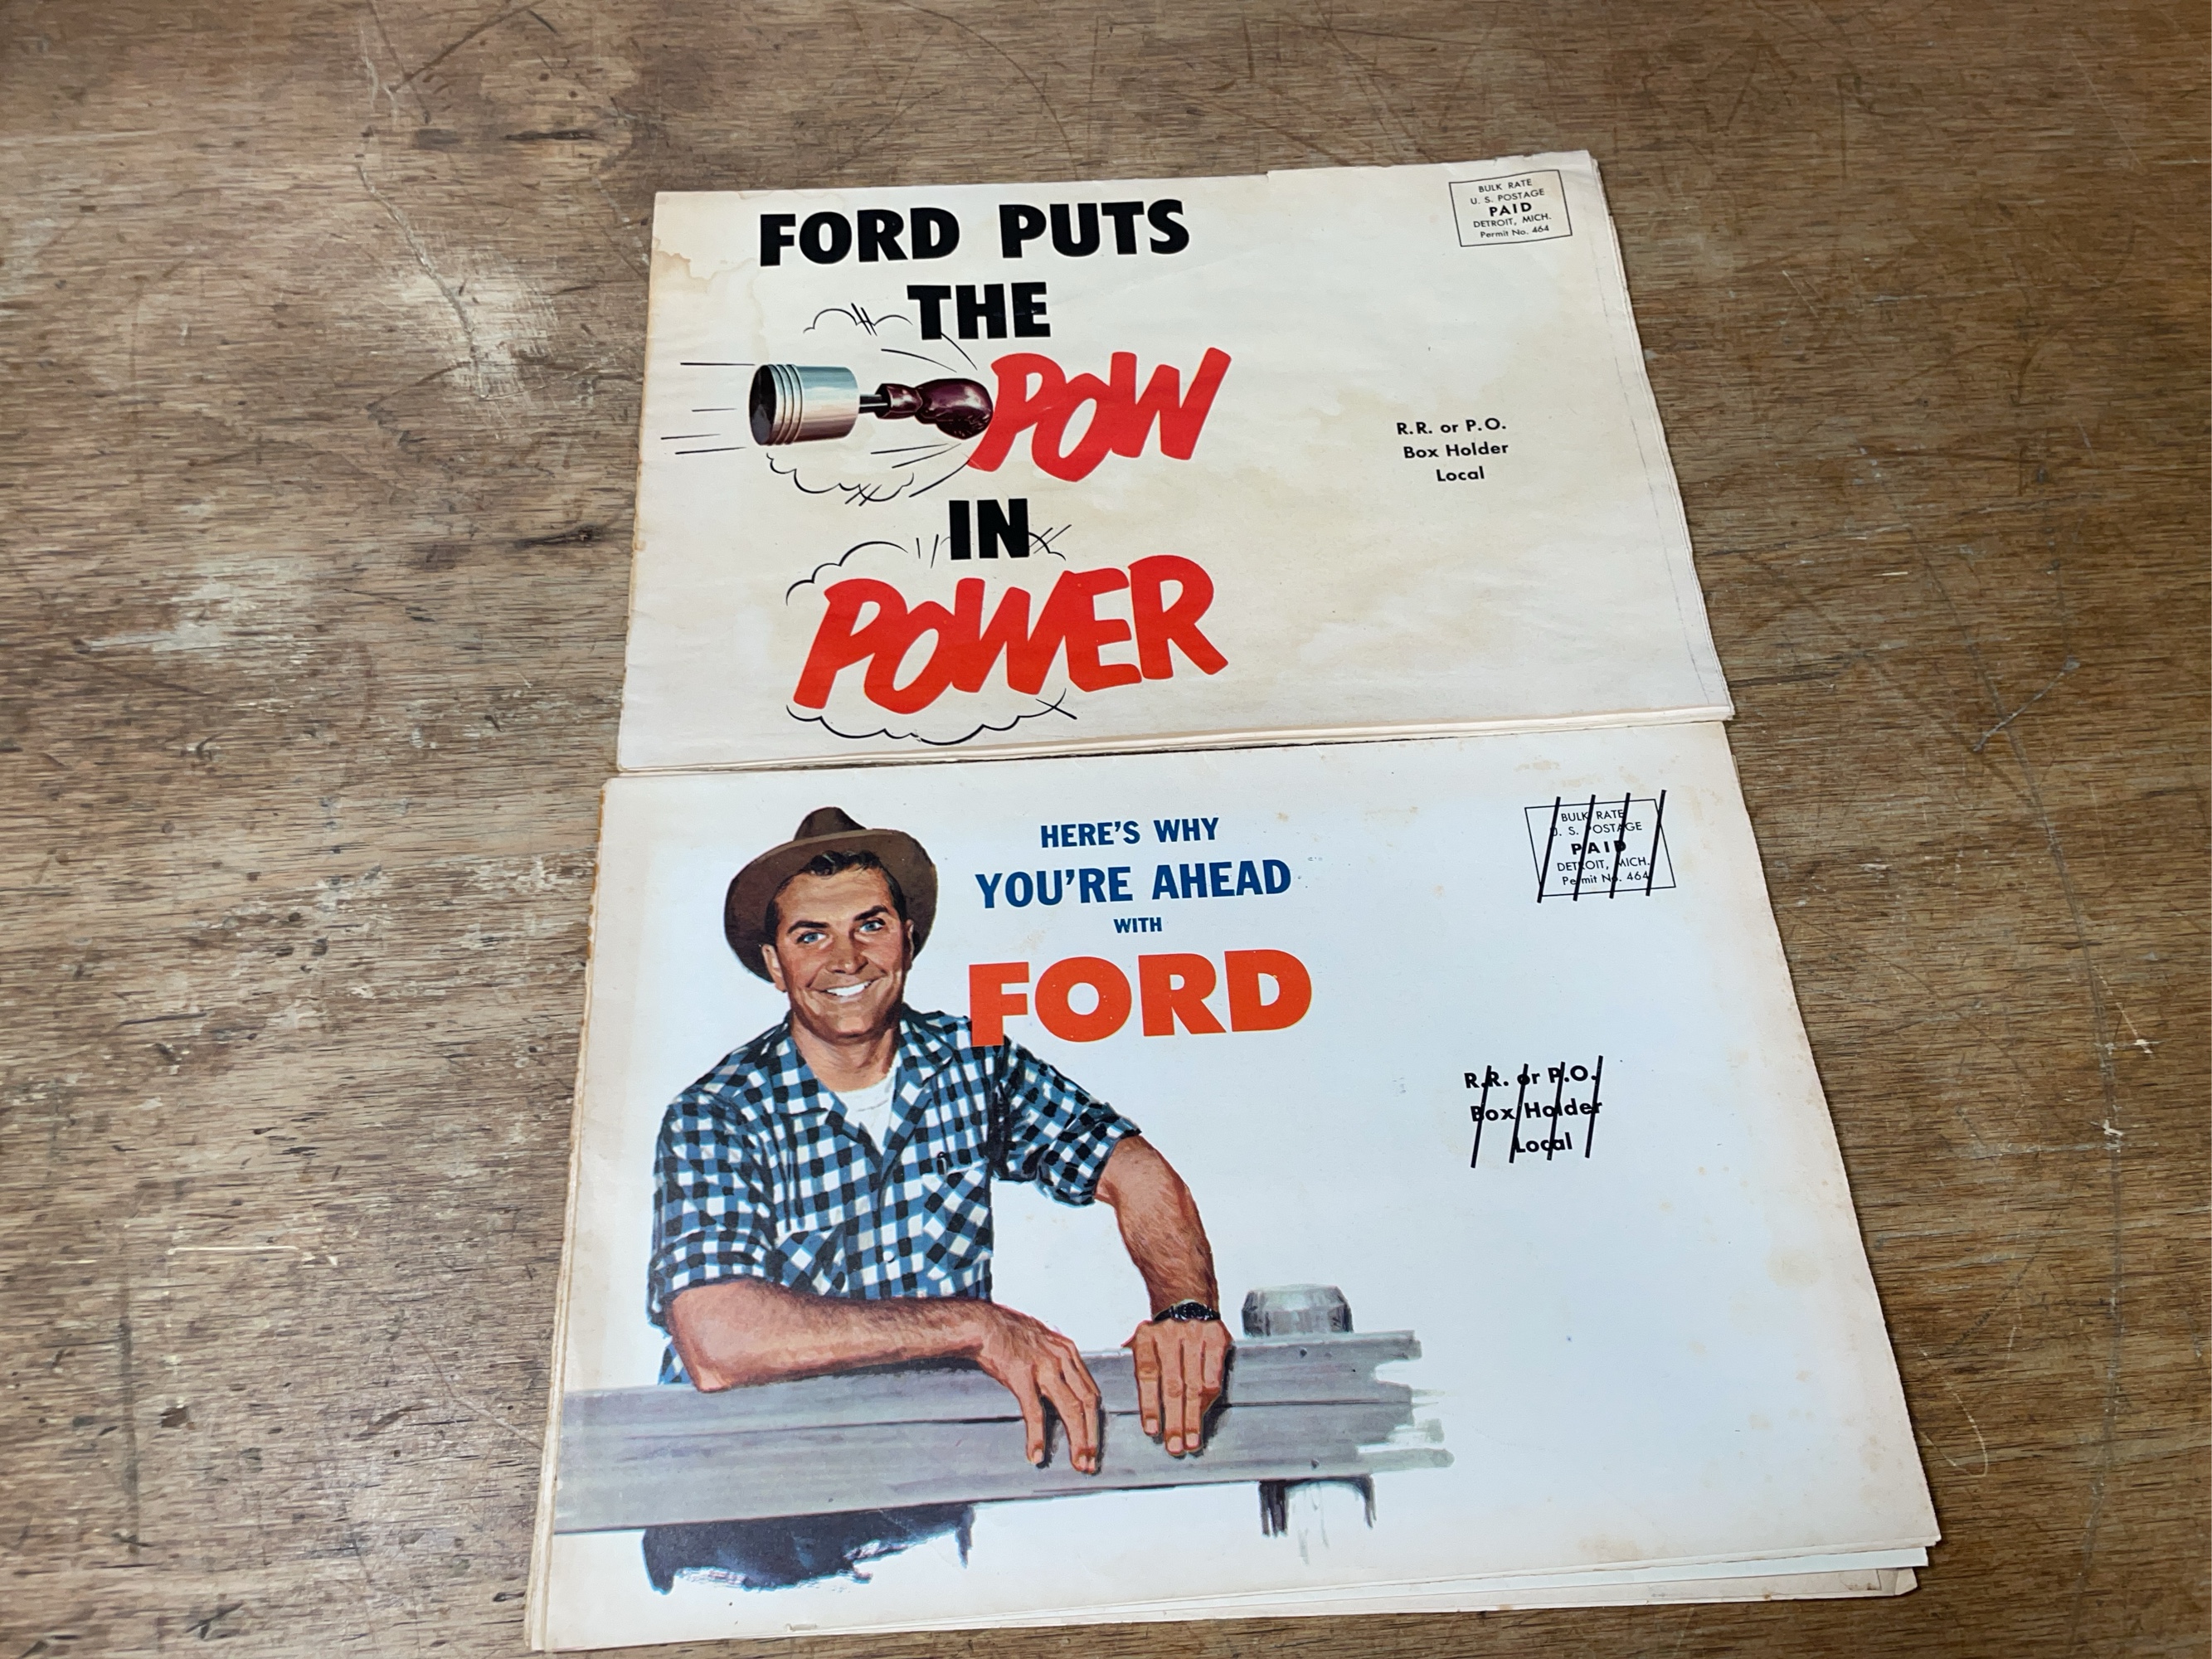 FORD PUTS
THE
POW
IN
POWER
BULK RATE
U. S. POSTAGE
PAID
DETROIT, MICH.
Permit No. 464
R.R. or P.O.
Box Holder
Local
HERE'S WHY
YOU'RE AHEAD
WITH
FORD
BULK RATE
U. S. POSTAGE
PAID
DETROIT, MICH.
Permit No. 464
R.R. or P.O.
Box Holder
Local